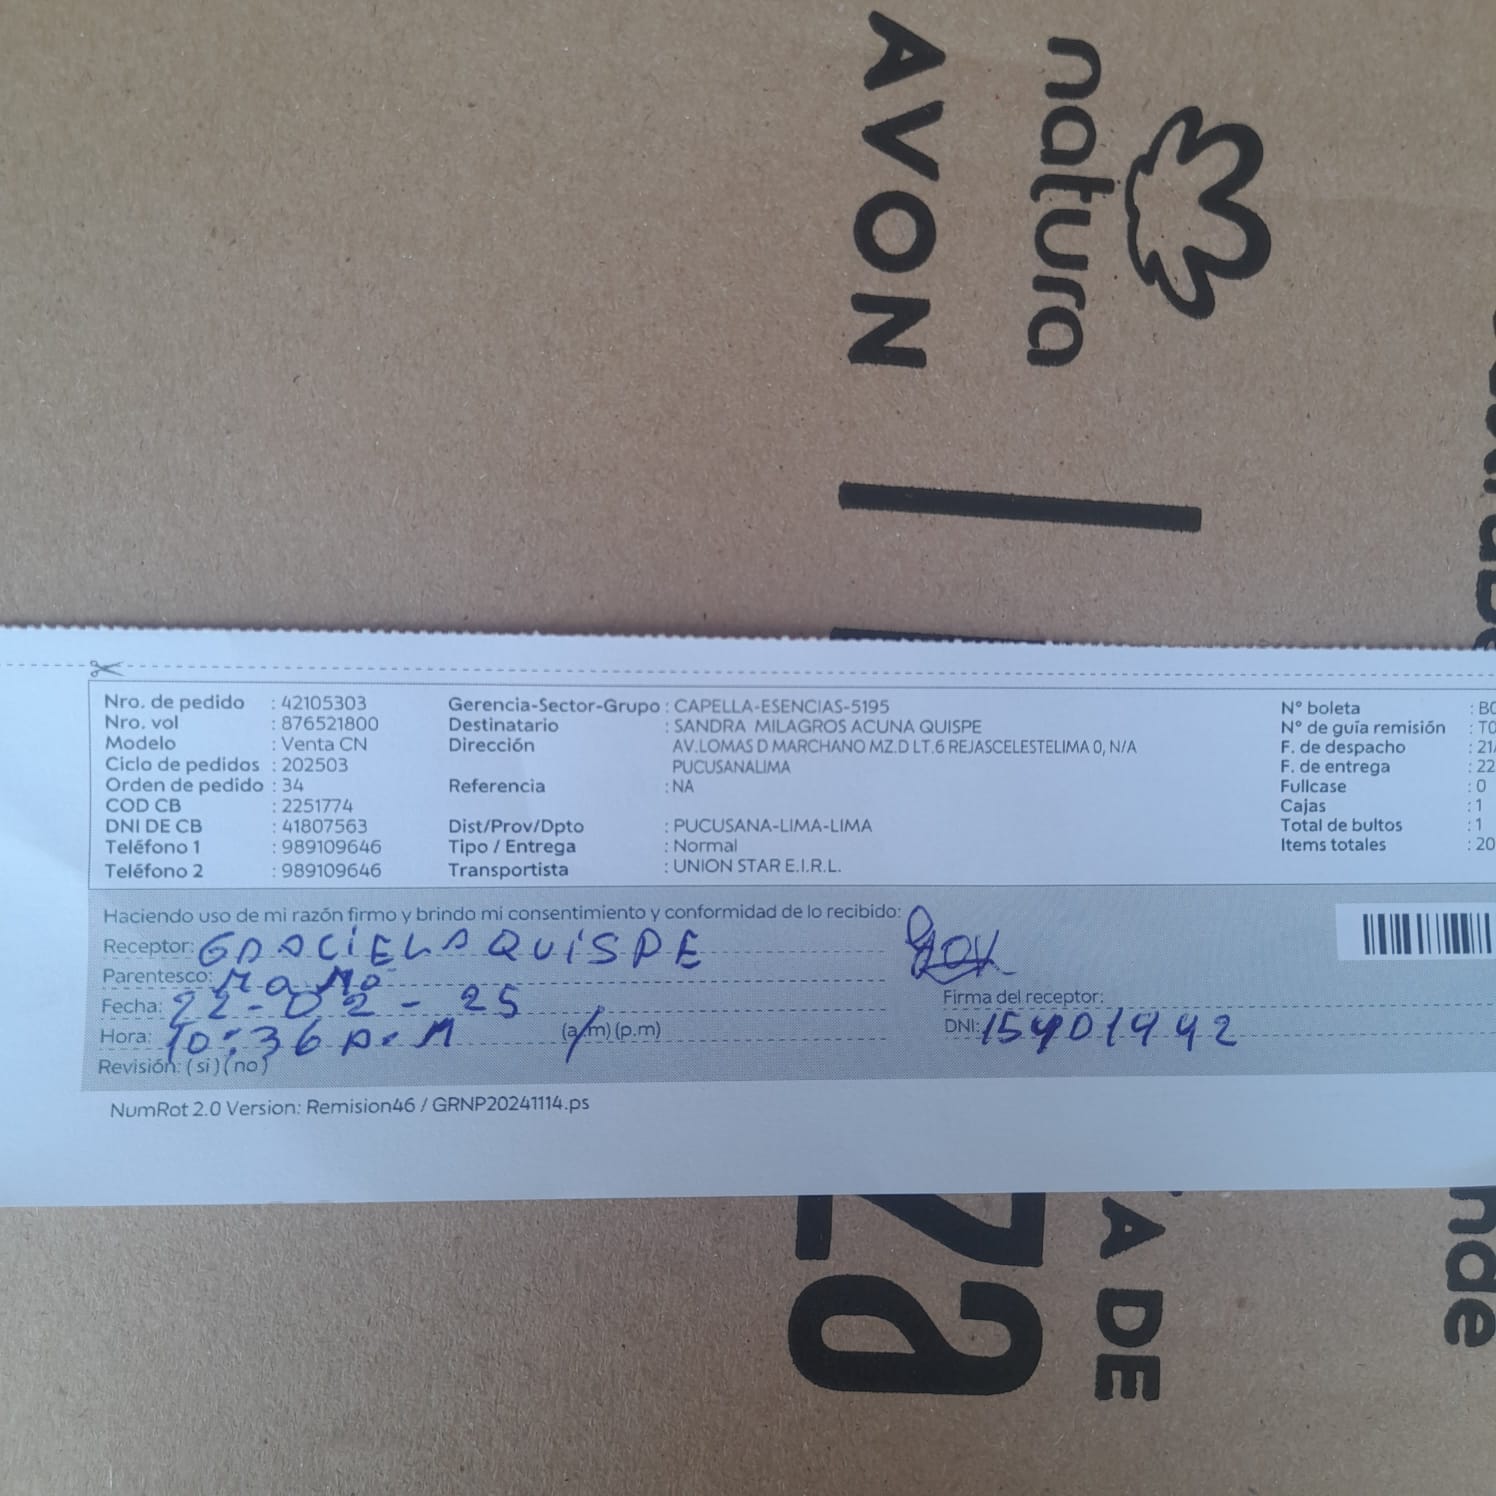 AVON
natura
Nro. de pedido : 42105303
Nro. vol : 876521800
Modelo : Venta CN
Ciclo de pedidos : 202503
Orden de pedido : 34
COD CB : 2251774
DNI DE CB : 41807563
Teléfono 1 : 989109646
Teléfono 2 : 989109646
Gerencia-Sector-Grupo : CAPELLA-ESENCIAS-5195
Destinatario : SANDRA MILAGROS ACUNA QUISPE
Dirección AV.LOMAS D MARCHANO MZ.D LT.6 REJASCELESTELIMA 0, N/A
PUCUSANALIMA
Referencia : NA
Dist/Prov/Dpto : PUCUSANA-LIMA-LIMA
Tipo / Entrega : Normal
Transportista : UNION STAR E.I.R.L.
N° boleta : B0
N° de guía remisión : T0
F. de despacho : 21/
F. de entrega : 22
Fullcase : 0
Cajas : 1
Total de bultos : 1
Items totales : 20
Haciendo uso de mi razón firmo y brindo mi consentimiento y conformidad de lo recibido:
Receptor: GRACIELA QUISPE
Parentesco: MaMa
Fecha: 22-02-25
Hora: 10:36 A.M (a/m) (p.m)
Revisión: (si) (no)
Firma del receptor:
DNI: 15401942
NumRot 2.0 Version: Remision46 / GRNP20241114.ps
A DE